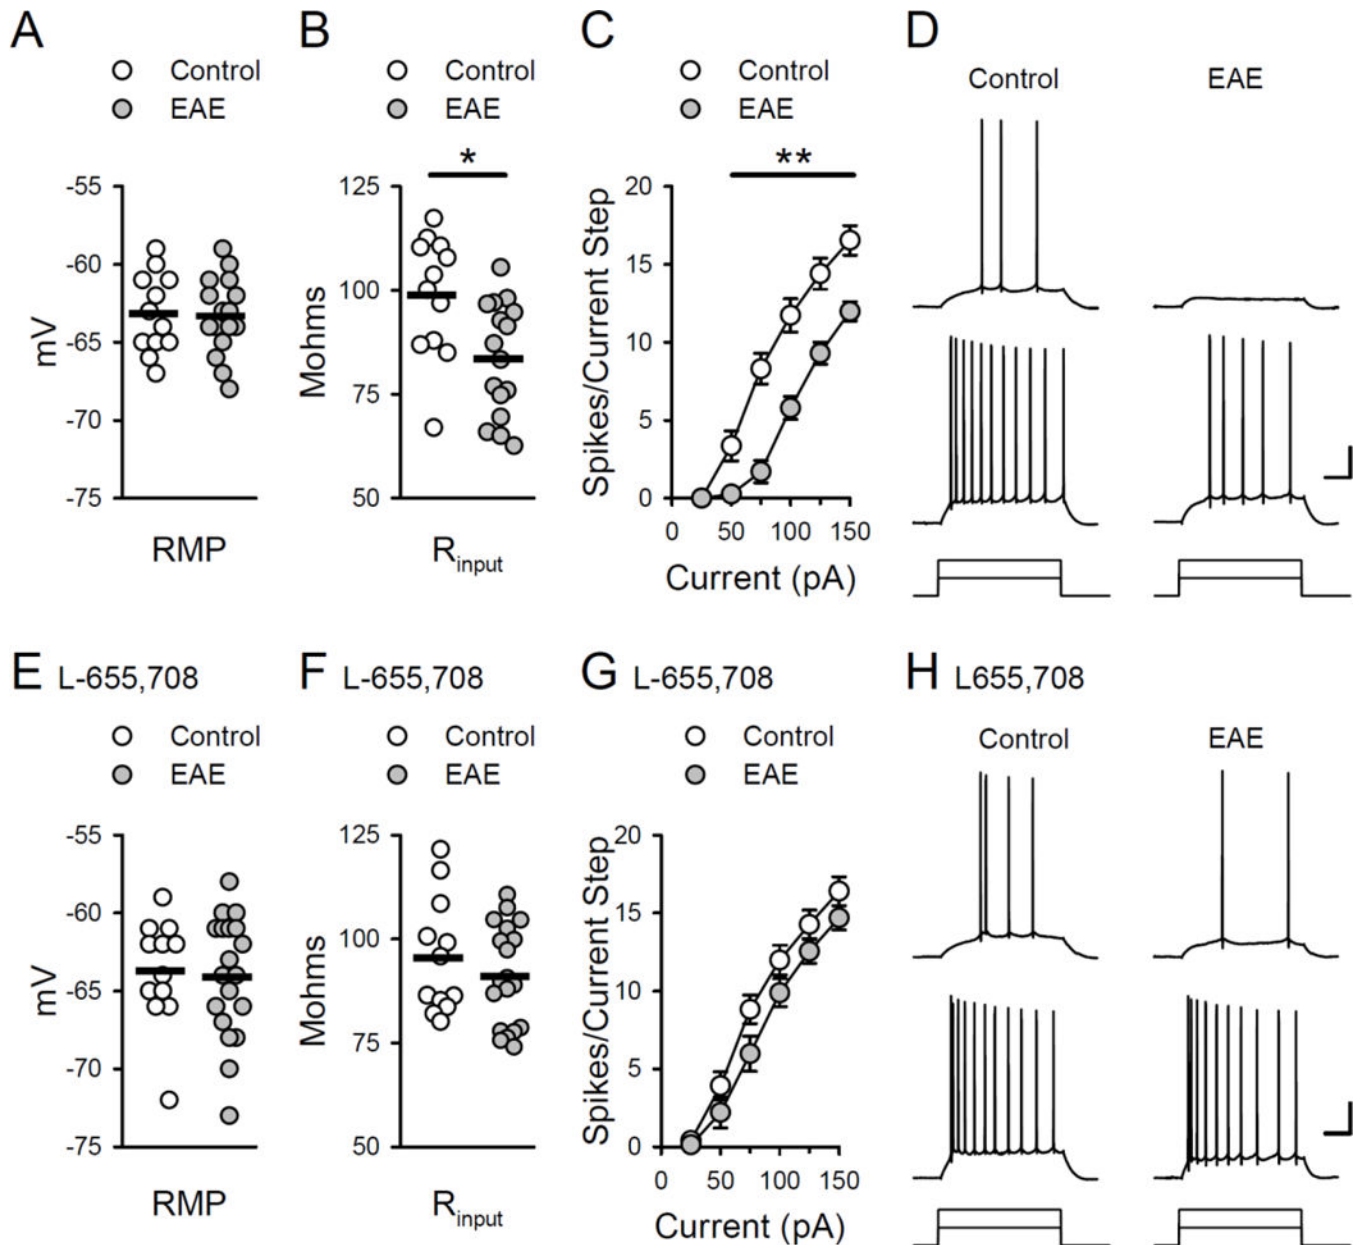 A
Control
EAE
-55
-60
-65
-70
-75
mV
RMP
B
Control
EAE
*
125
100
75
50
Mohms
Rinput
C
Control
EAE
**
20
15
10
5
0
Spikes/Current Step
0 50 100 150
Current (pA)
D
Control EAE
E L-655,708
Control
EAE
-55
-60
-65
-70
-75
mV
RMP
F L-655,708
Control
EAE
125
100
75
50
Mohms
Rinput
G L-655,708
Control
EAE
20
15
10
5
0
Spikes/Current Step
0 50 100 150
Current (pA)
H L655,708
Control EAE